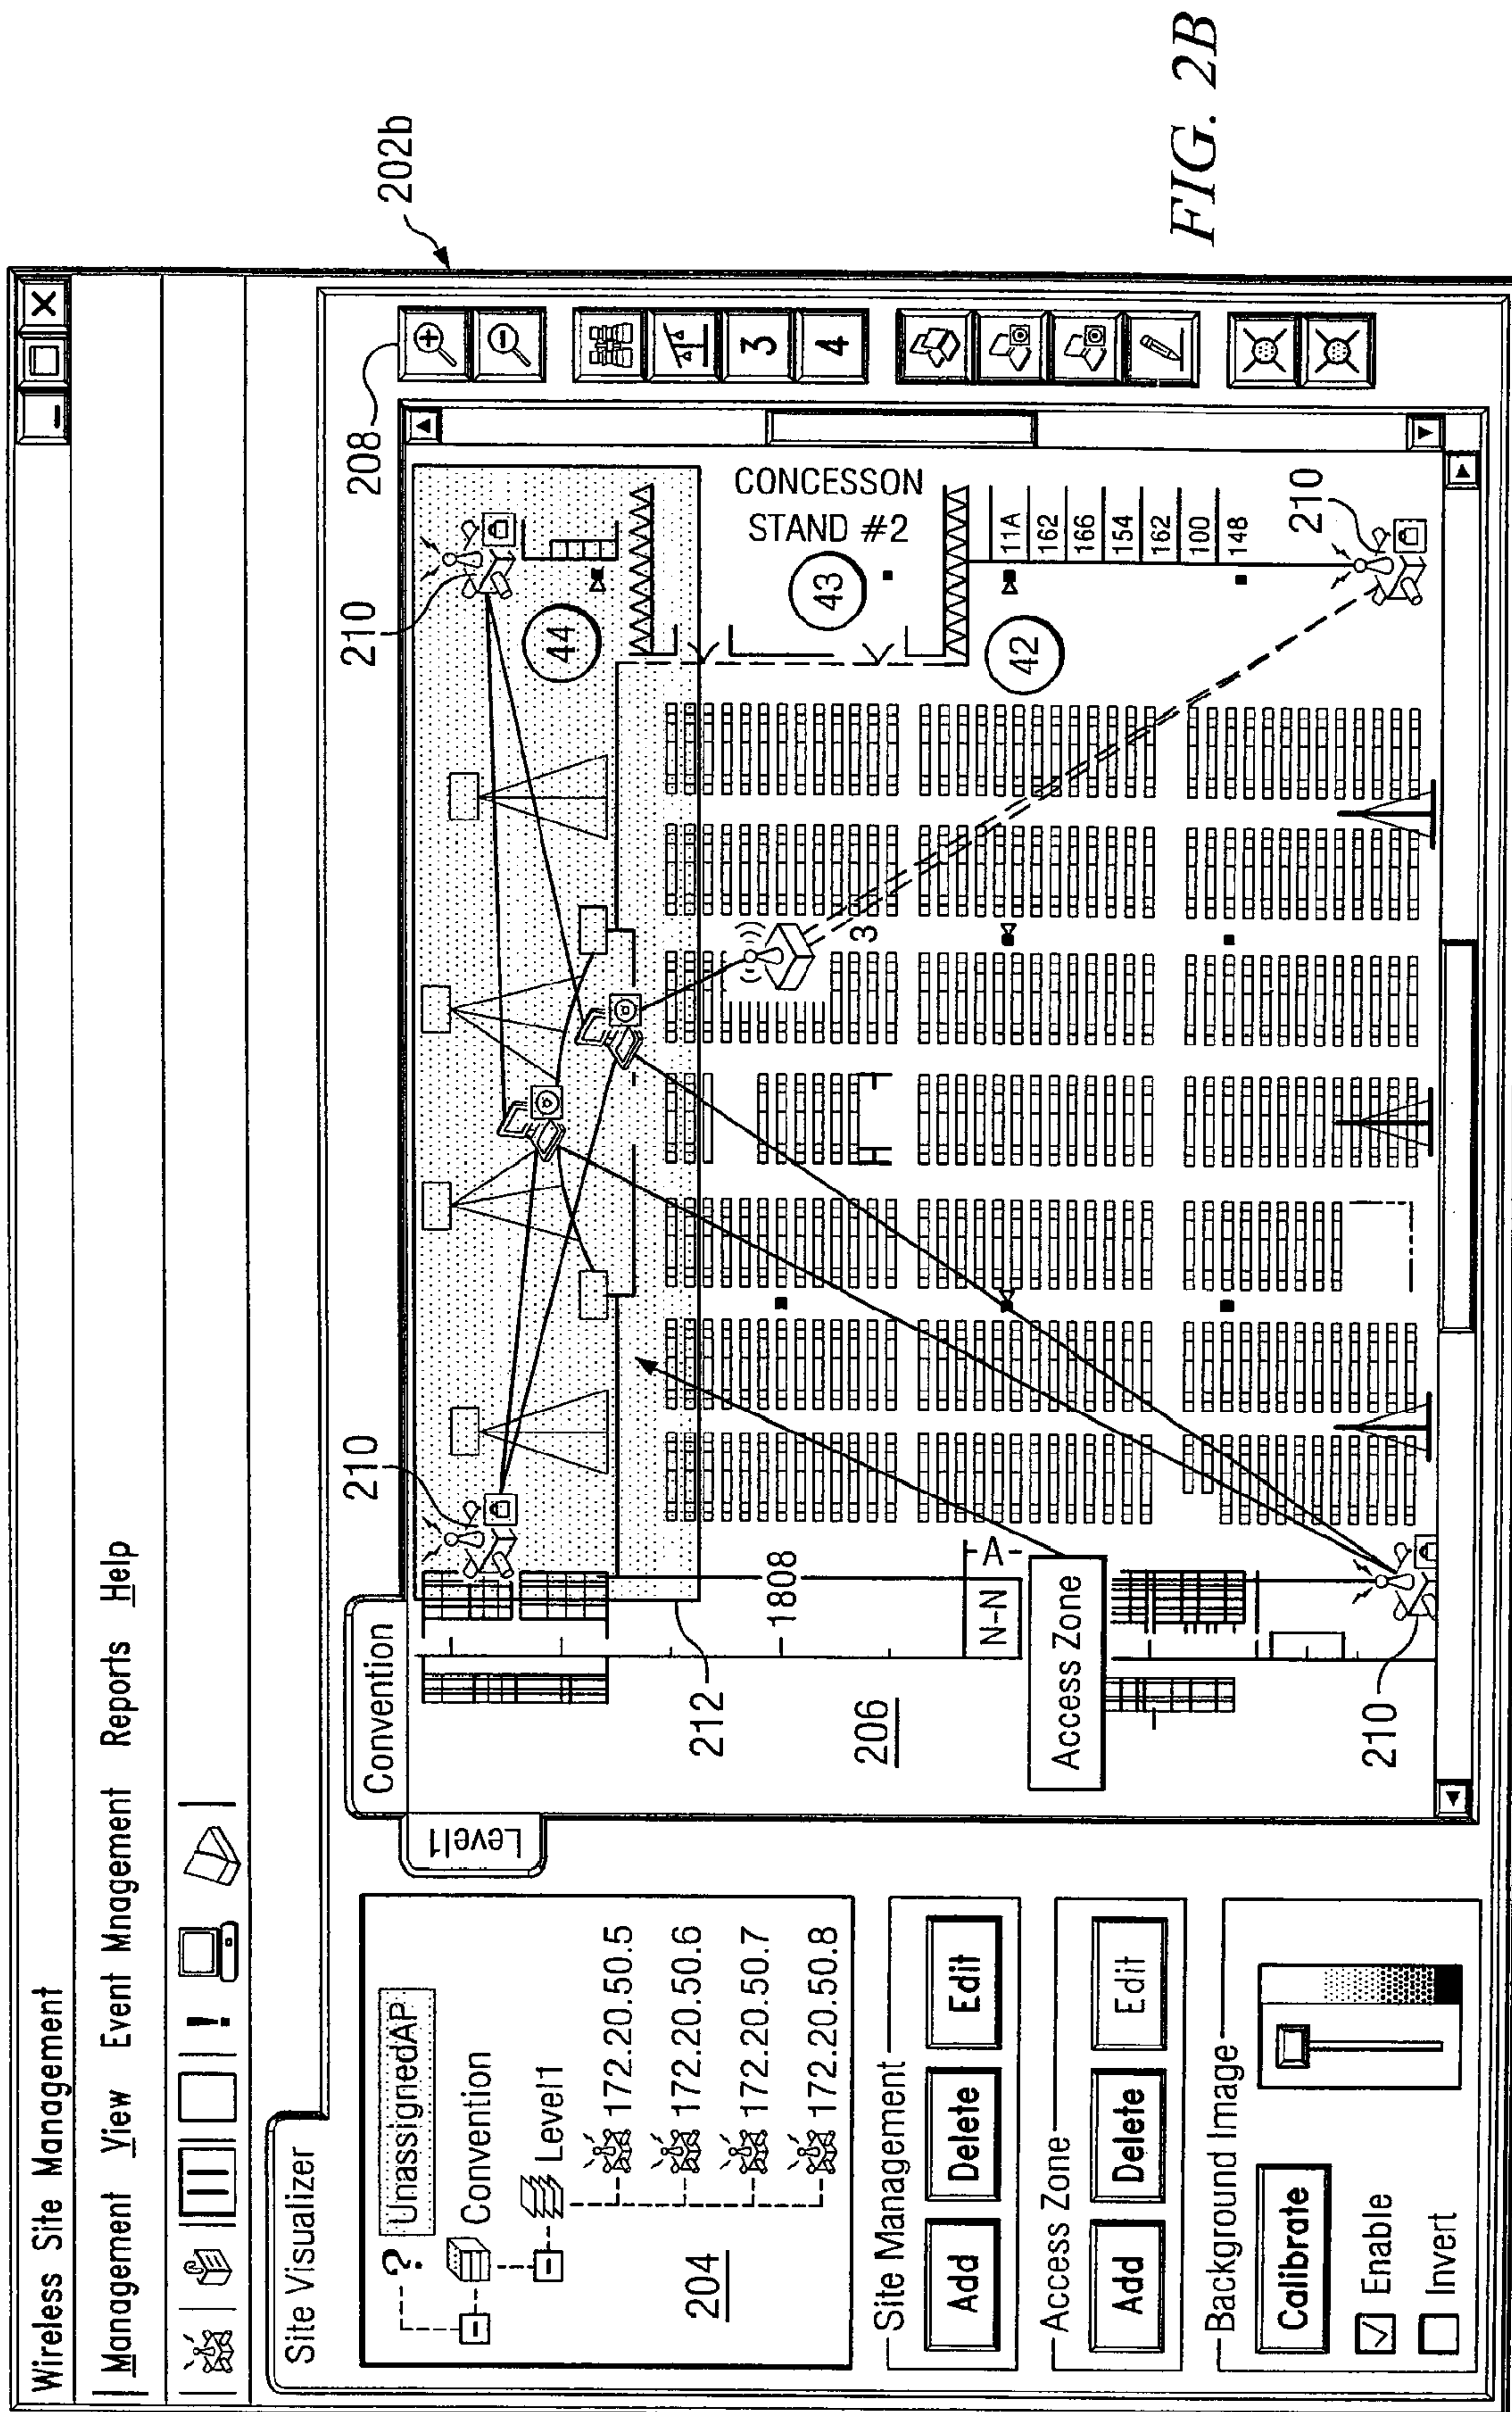 Wireless Site Management
Management View Event Mnagement Reports Help
!
Site Visualizer
? UnassignedAP
Convention
Level1
172.20.50.5
172.20.50.6
172.20.50.7
172.20.50.8
204
Site Management
Add Delete Edit
Access Zone
Add Delete Edit
Background Image
Calibrate
Enable
Invert
Convention
Level1
210
210
208
202b
212
1808
206
N-N
A
Access Zone
210
44
CONCESSON
STAND #2
43
42
3
H
11A
162
166
154
162
100
148
210
3
4
FIG. 2B